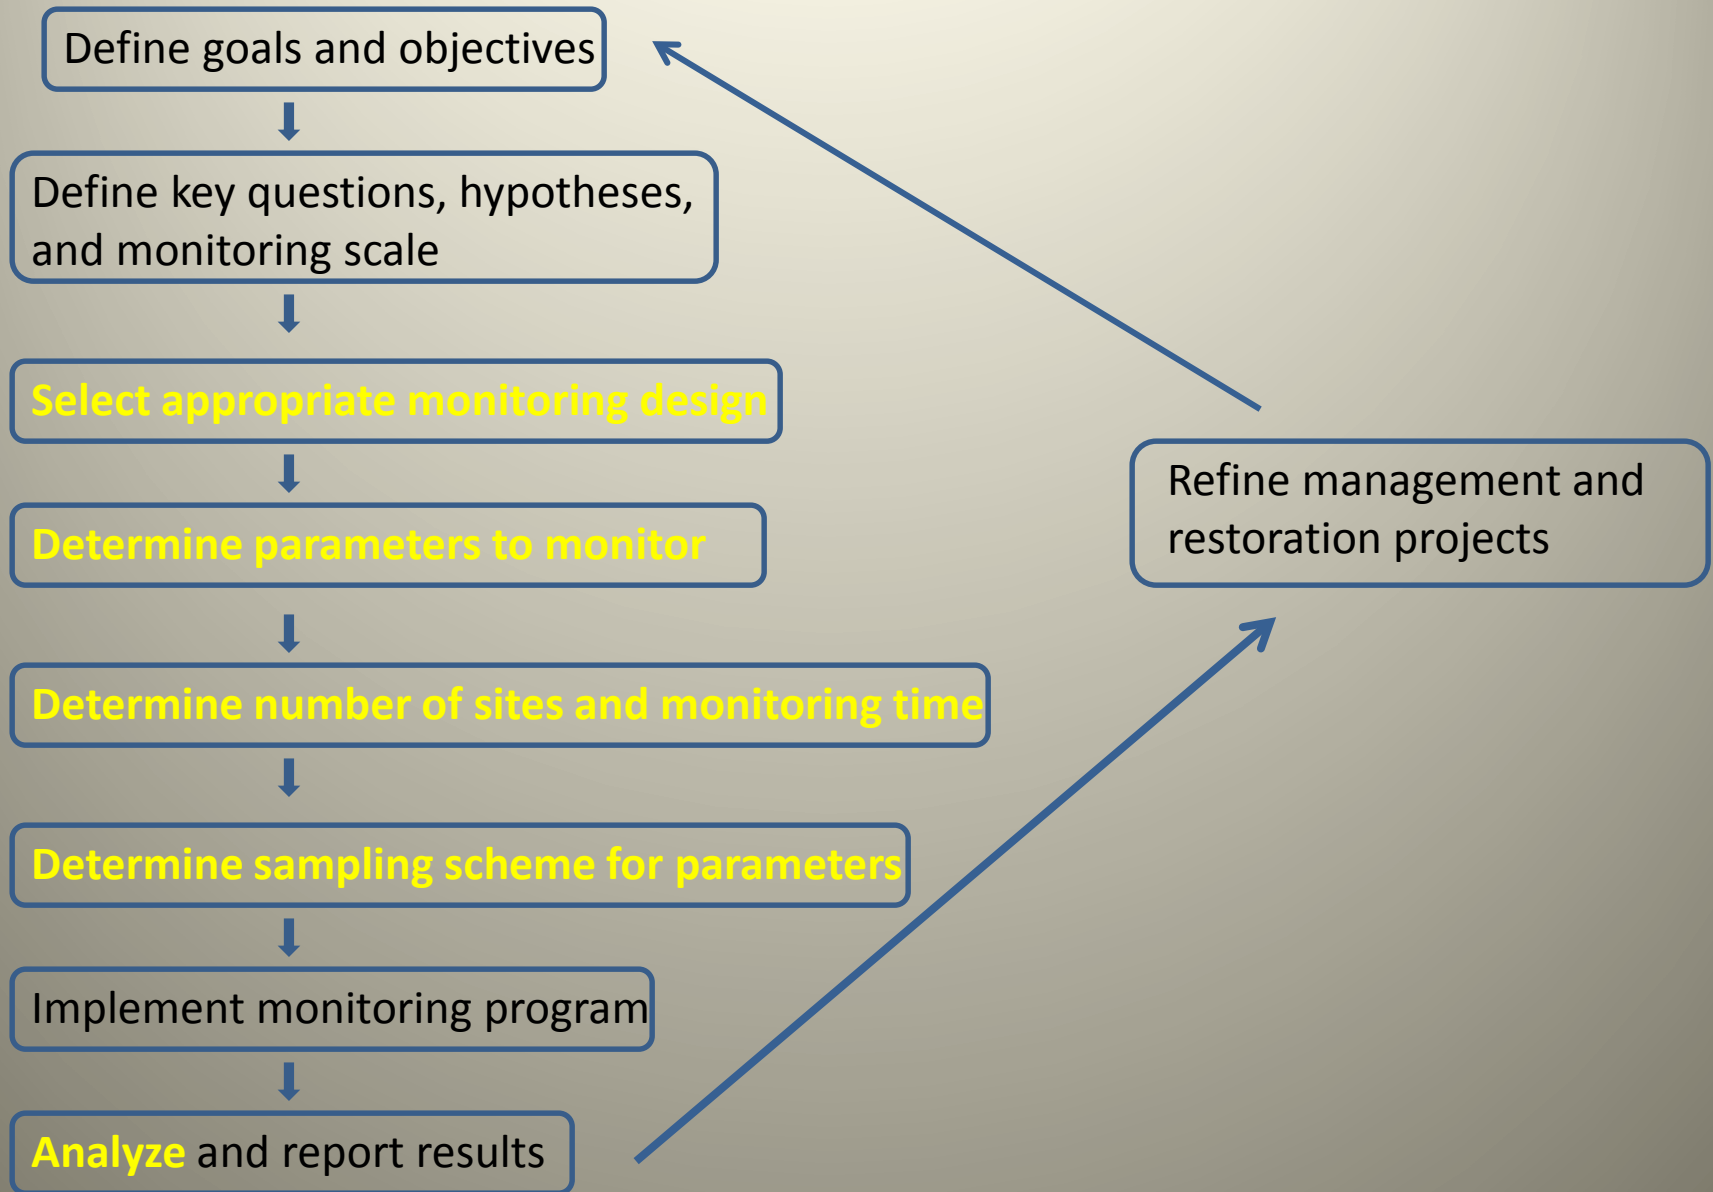 Define goals and objectives
Define key questions, hypotheses,
and monitoring scale
Select appropriate monitoring design
Determine parameters to monitor
Determine number of sites and monitoring time
Determine sampling scheme for parameters
Implement monitoring program
Analyze and report results
Refine management and
restoration projects